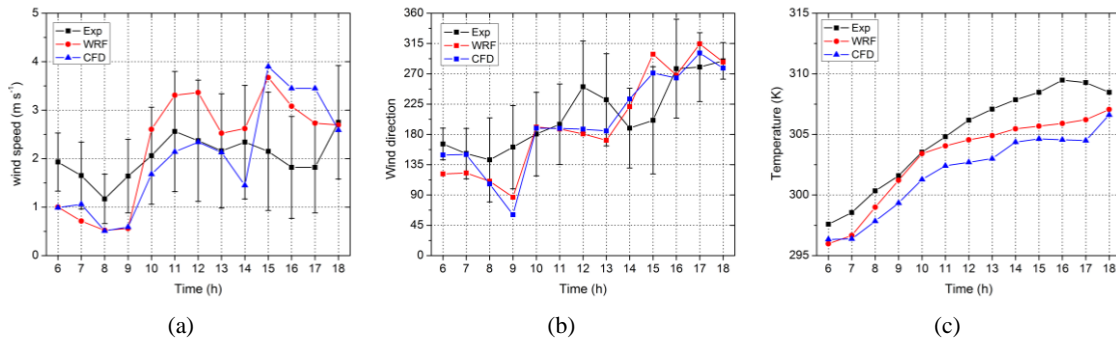 Exp
WRF
CFD
wind speed (m s⁻¹)
5
4
3
2
1
0
6 7 8 9 10 11 12 13 14 15 16 17 18
Time (h)
(a)
Exp
WRF
CFD
Wind direction
360
315
270
225
180
135
90
45
0
6 7 8 9 10 11 12 13 14 15 16 17 18
Time (h)
(b)
Exp
WRF
CFD
Temperature (K)
315
310
305
300
295
6 7 8 9 10 11 12 13 14 15 16 17 18
Time (h)
(c)